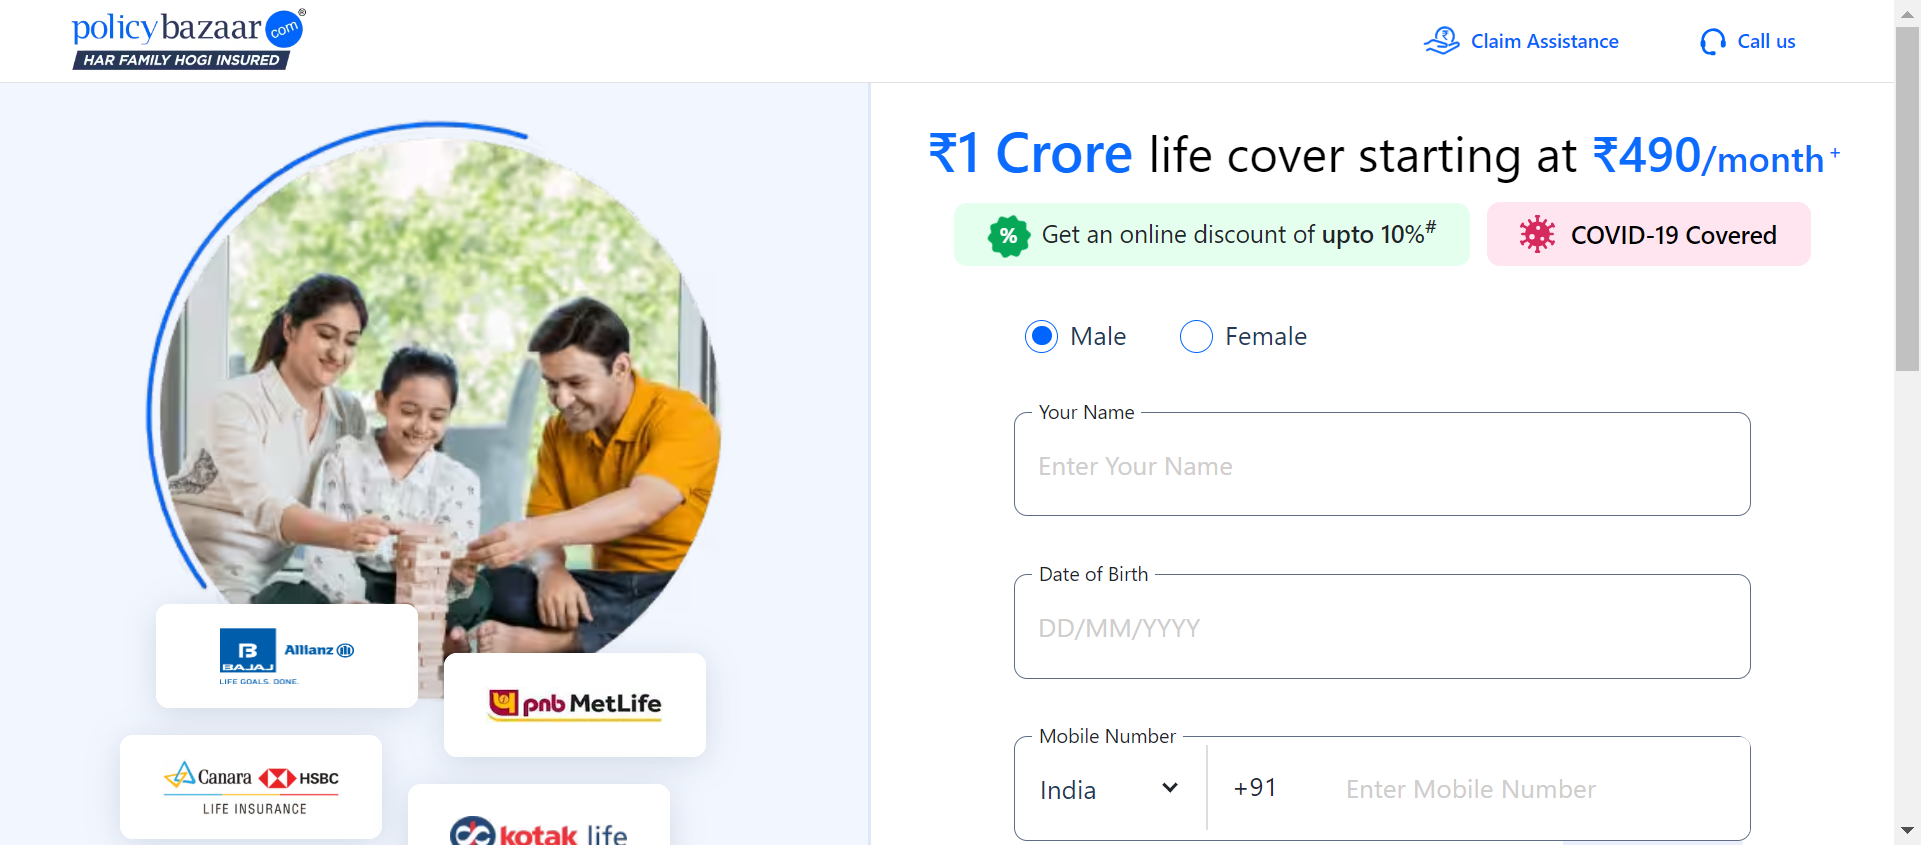 policybazaar com ®
HAR FAMILY HOGI INSURED
Claim Assistance
Call us
₹1 Crore life cover starting at ₹490/month+
% Get an online discount of upto 10%#
COVID-19 Covered
Male
Female
Your Name
Enter Your Name
Date of Birth
DD/MM/YYYY
Mobile Number
India
+91
Enter Mobile Number
B
BAJAJ Allianz
LIFE GOALS. DONE.
pnb MetLife
Canara HSBC
LIFE INSURANCE
kotak life